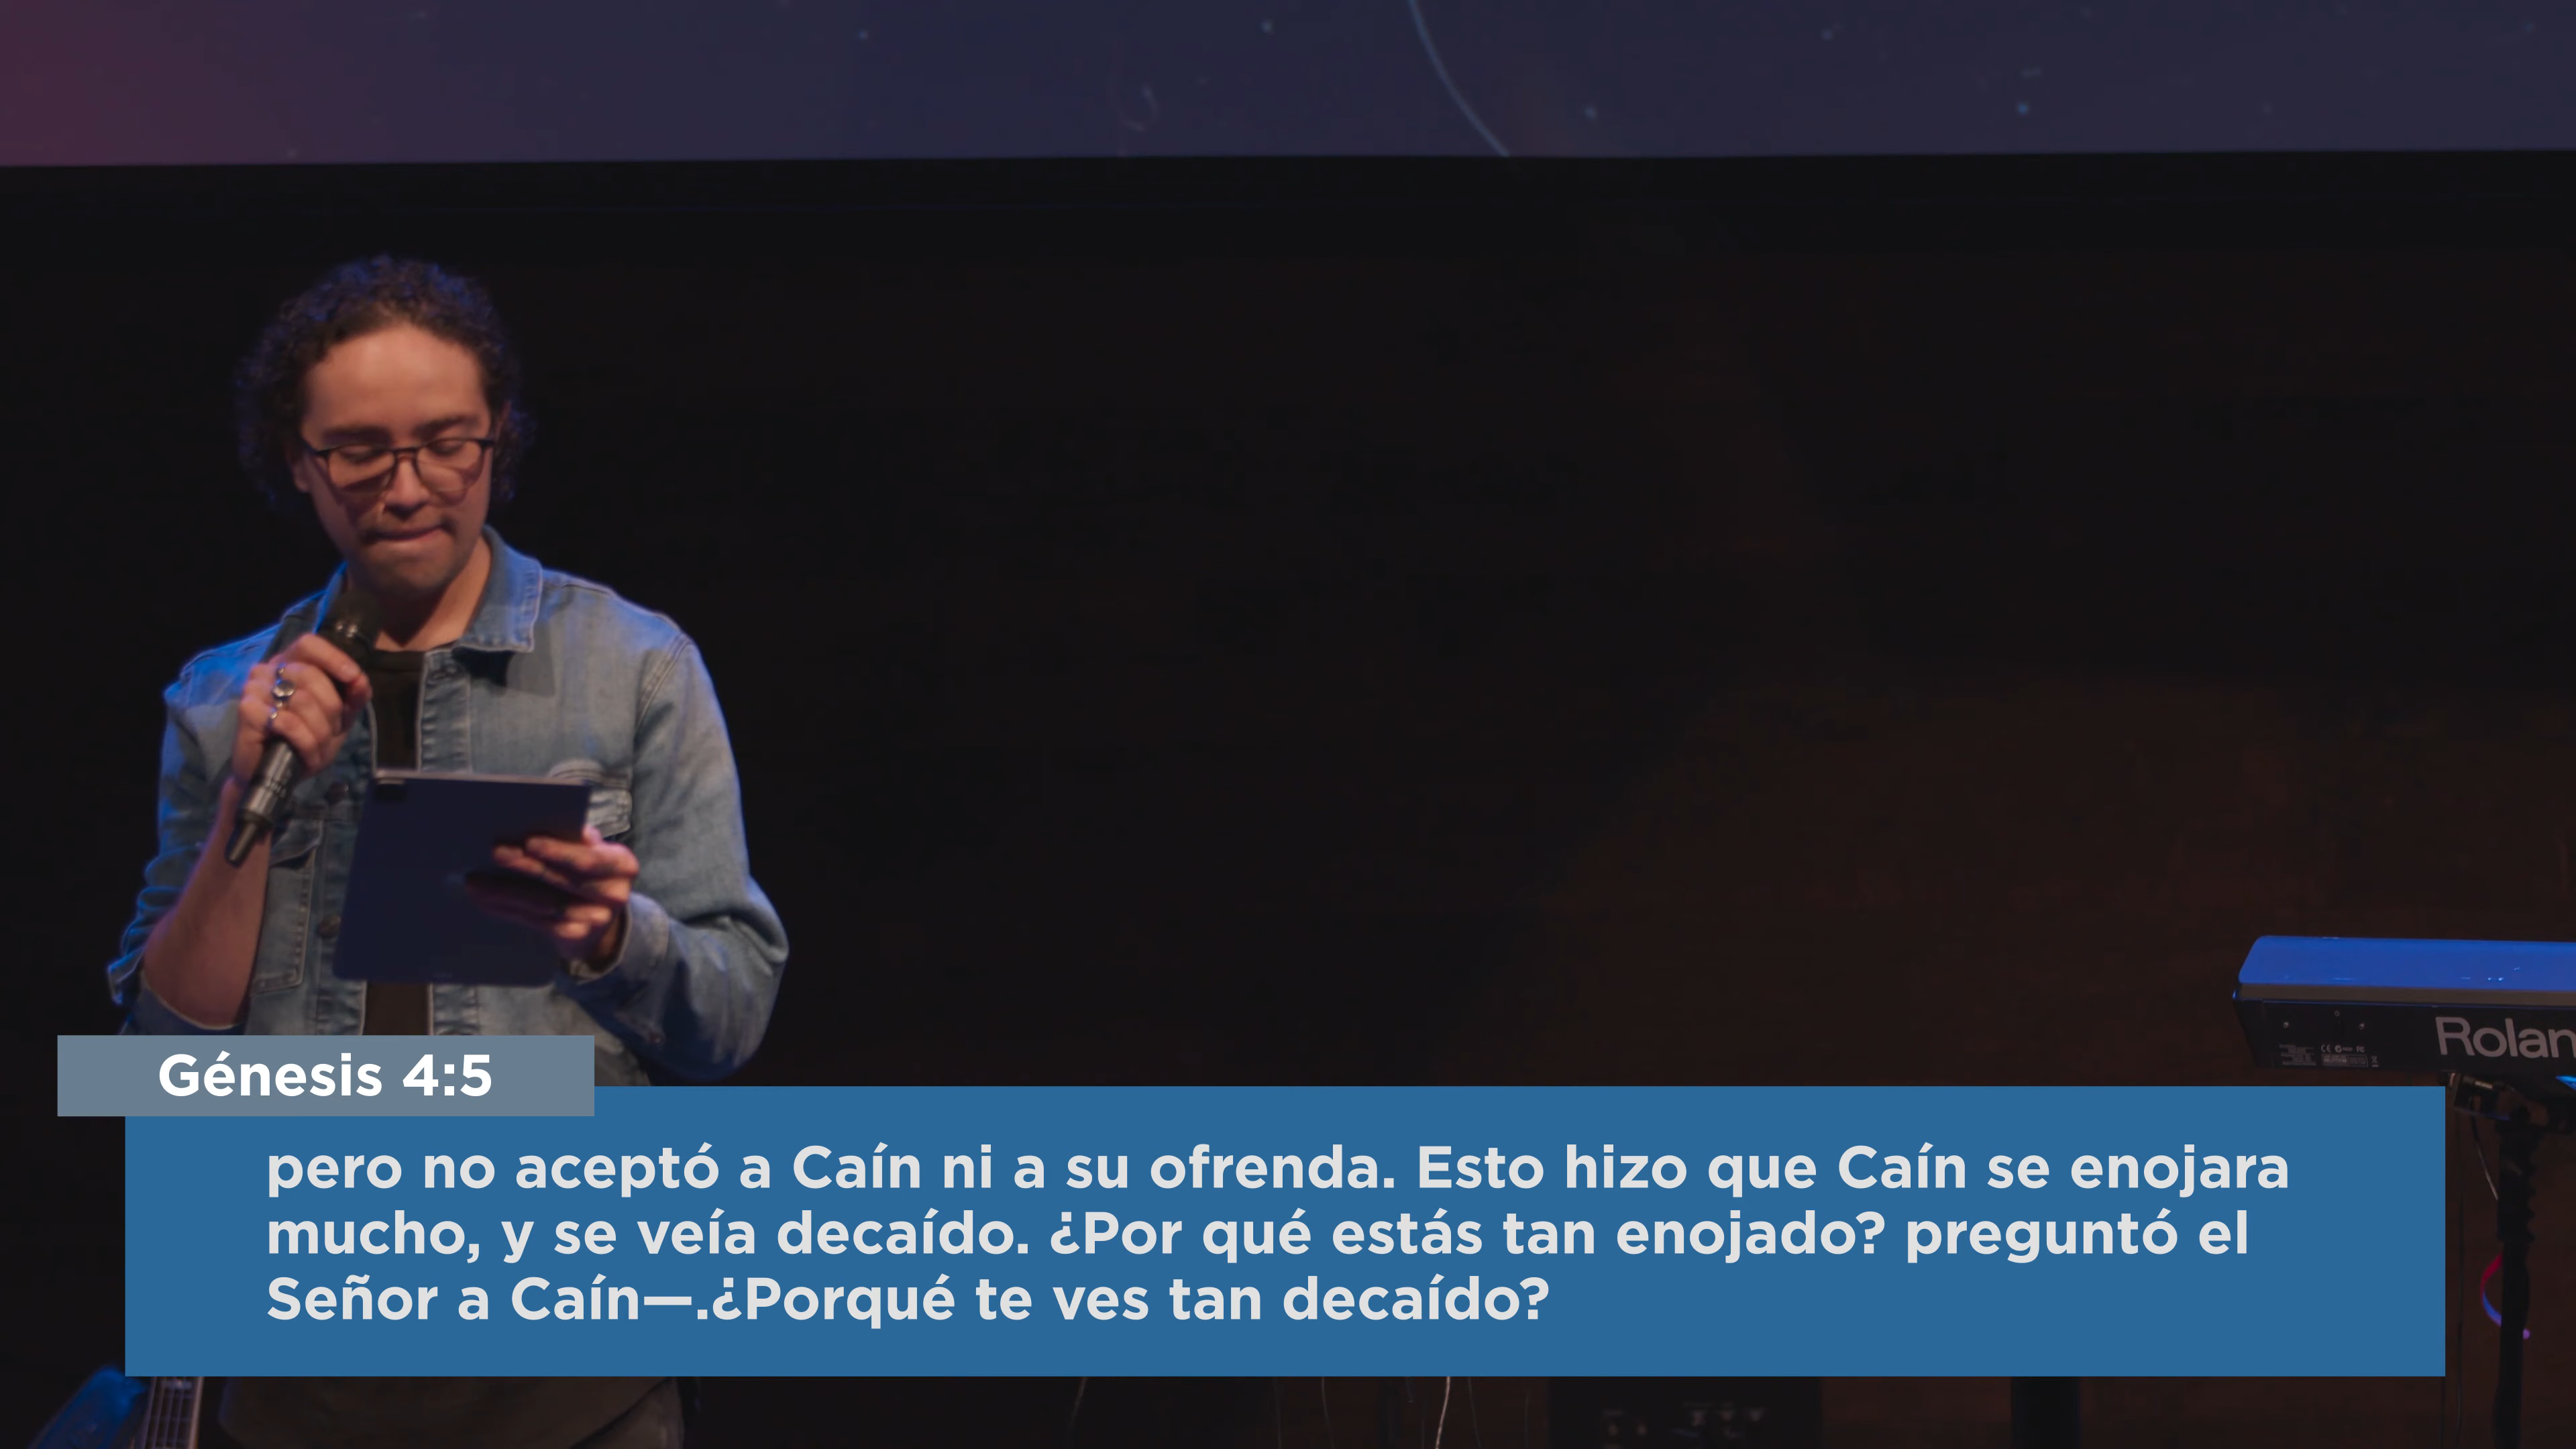 Rolan
Génesis 4:5
pero no aceptó a Caín ni a su ofrenda. Esto hizo que Caín se enojara
mucho, y se veía decaído. ¿Por qué estás tan enojado? preguntó el
Señor a Caín—.¿Porqué te ves tan decaído?